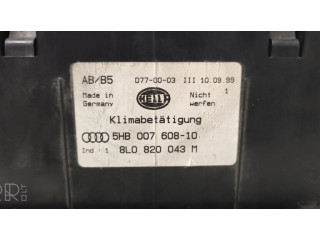 AB/B5 D77-00-03 III 10.09.99
Made in Germany HELLA Nicht werfen 1
Klimabetätigung
5HB 007 608-10
Ind : 1 8L0 820 043 M